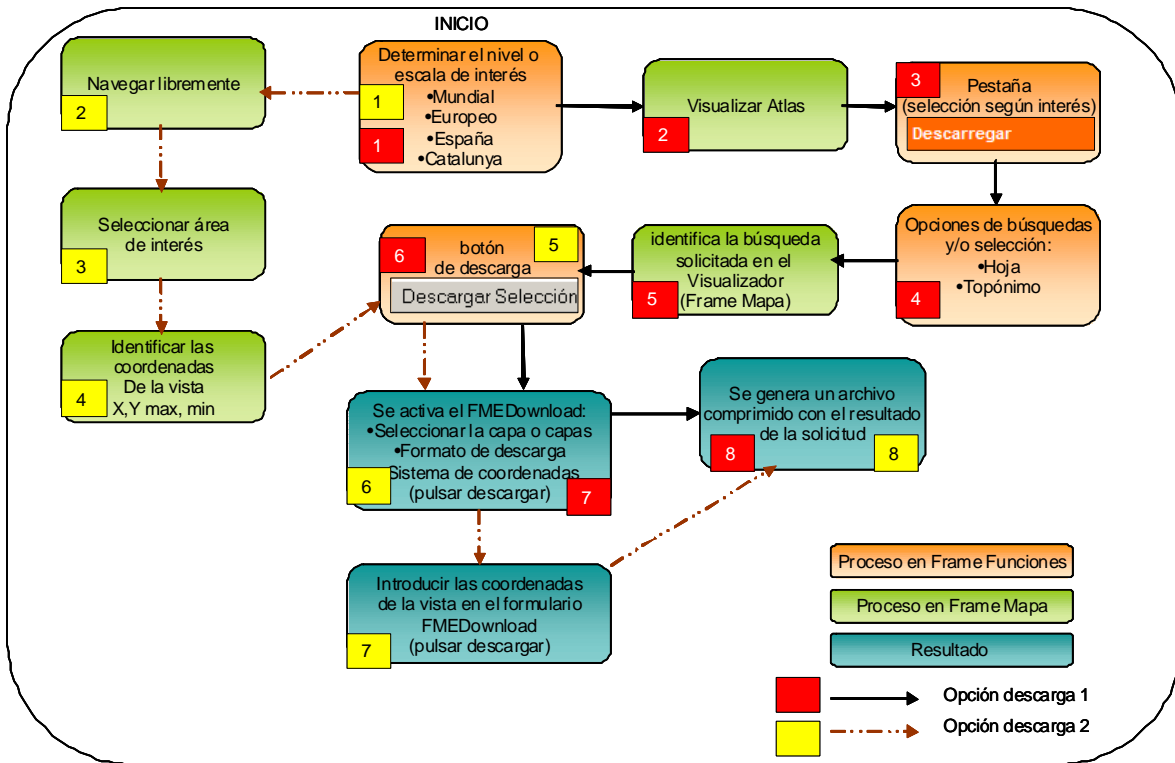 INICIO
Determinar el nivel o
escala de interés
•Mundial
•Europeo
•España
•Catalunya
1
1
Navegar libremente
2
Visualizar Atlas
2
3
Pestaña
(selección según interés)
Descarregar
Seleccionar área
de interés
3
botón
de descarga
6
5
Descargar Selección
identifica la búsqueda
solicitada en el
Visualizador
(Frame Mapa)
5
Opciones de búsquedas
y/o selección:
•Hoja
•Topónimo
4
Identificar las
coordenadas
De la vista
X,Y max, min
4
Se activa el FMEDownload:
•Seleccionar la capa o capas
•Formato de descarga
Sistema de coordenadas
(pulsar descargar)
6
7
Se genera un archivo
comprimido con el resultado
de la solicitud
8
8
Introducir las coordenadas
de la vista en el formulario
FMEDownload
(pulsar descargar)
7
Proceso en Frame Funciones
Proceso en Frame Mapa
Resultado
Opción descarga 1
Opción descarga 2